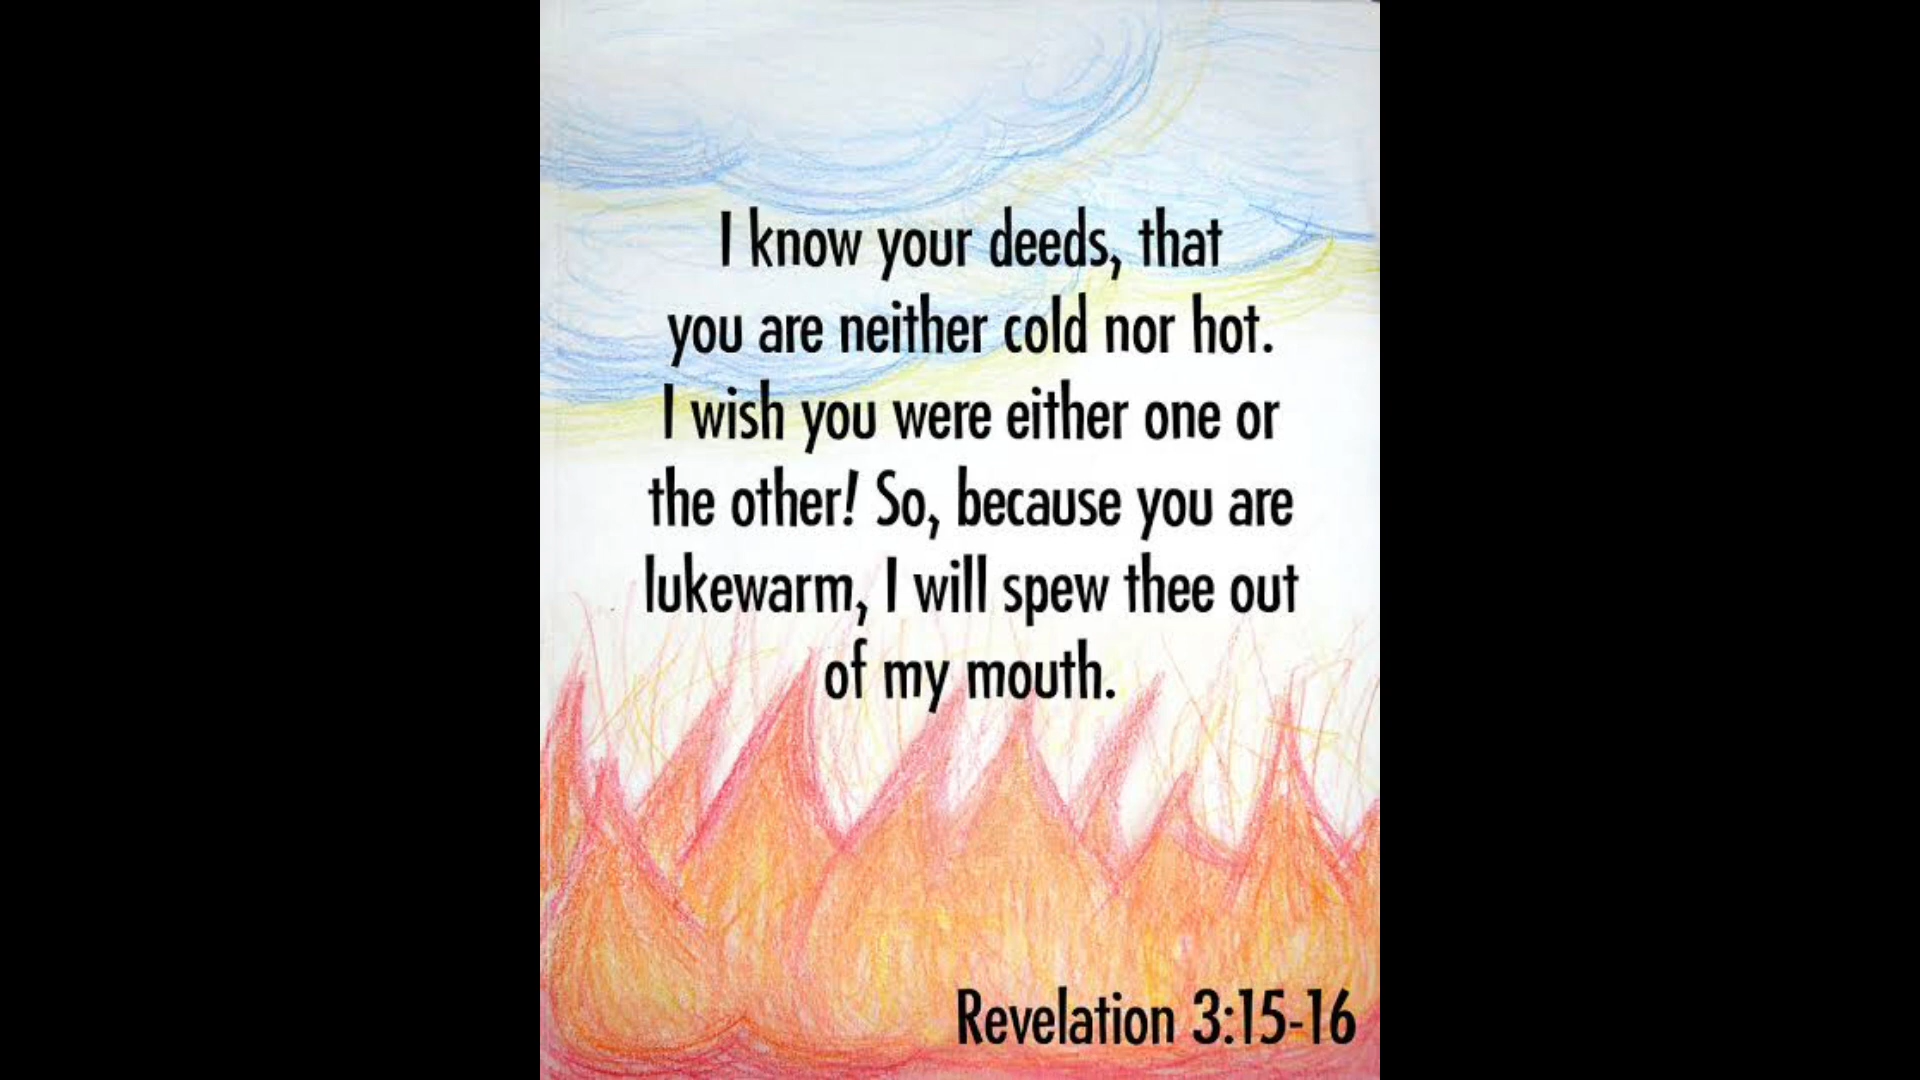 I know your deeds, that
you are neither cold nor hot.
I wish you were either one or
the other! So, because you are
lukewarm, I will spew thee out
of my mouth.
Revelation 3:15-16